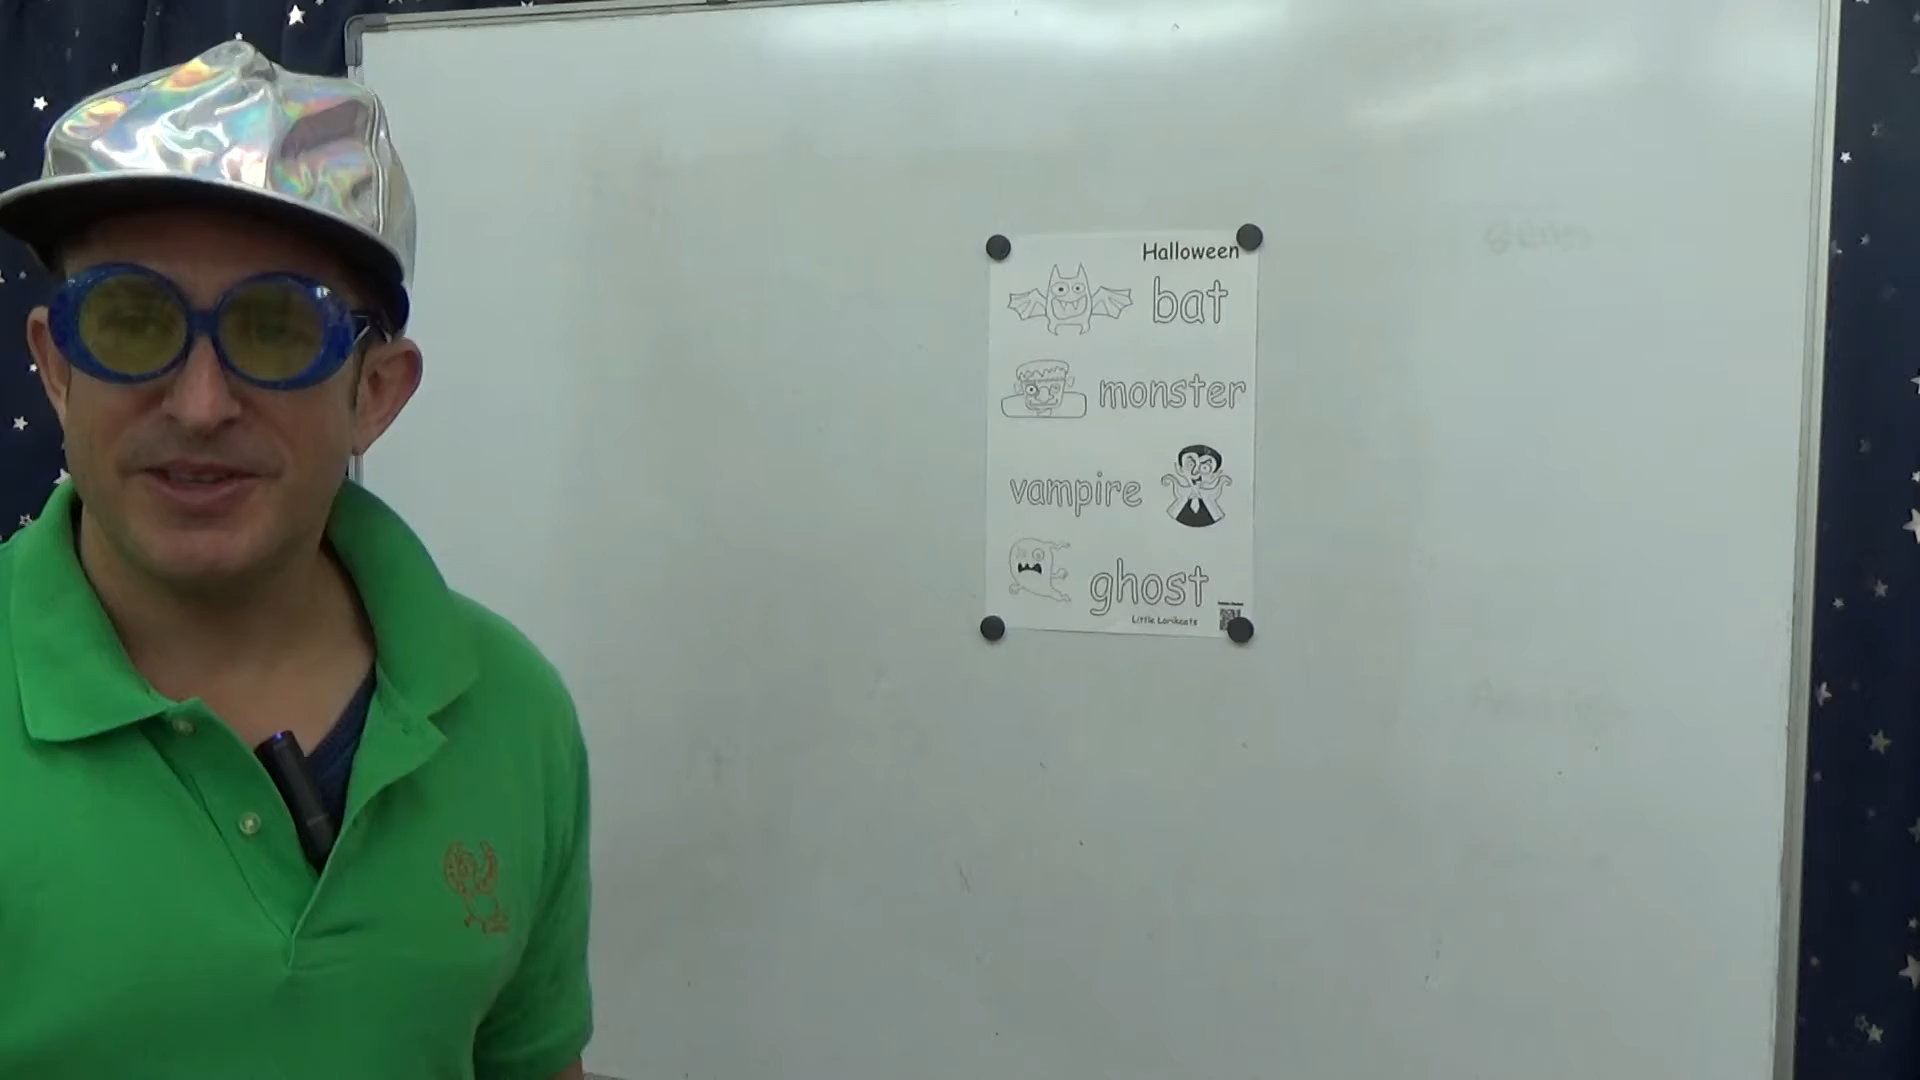 Halloween
bat
monster
vampire
ghost
Little Lorikeets